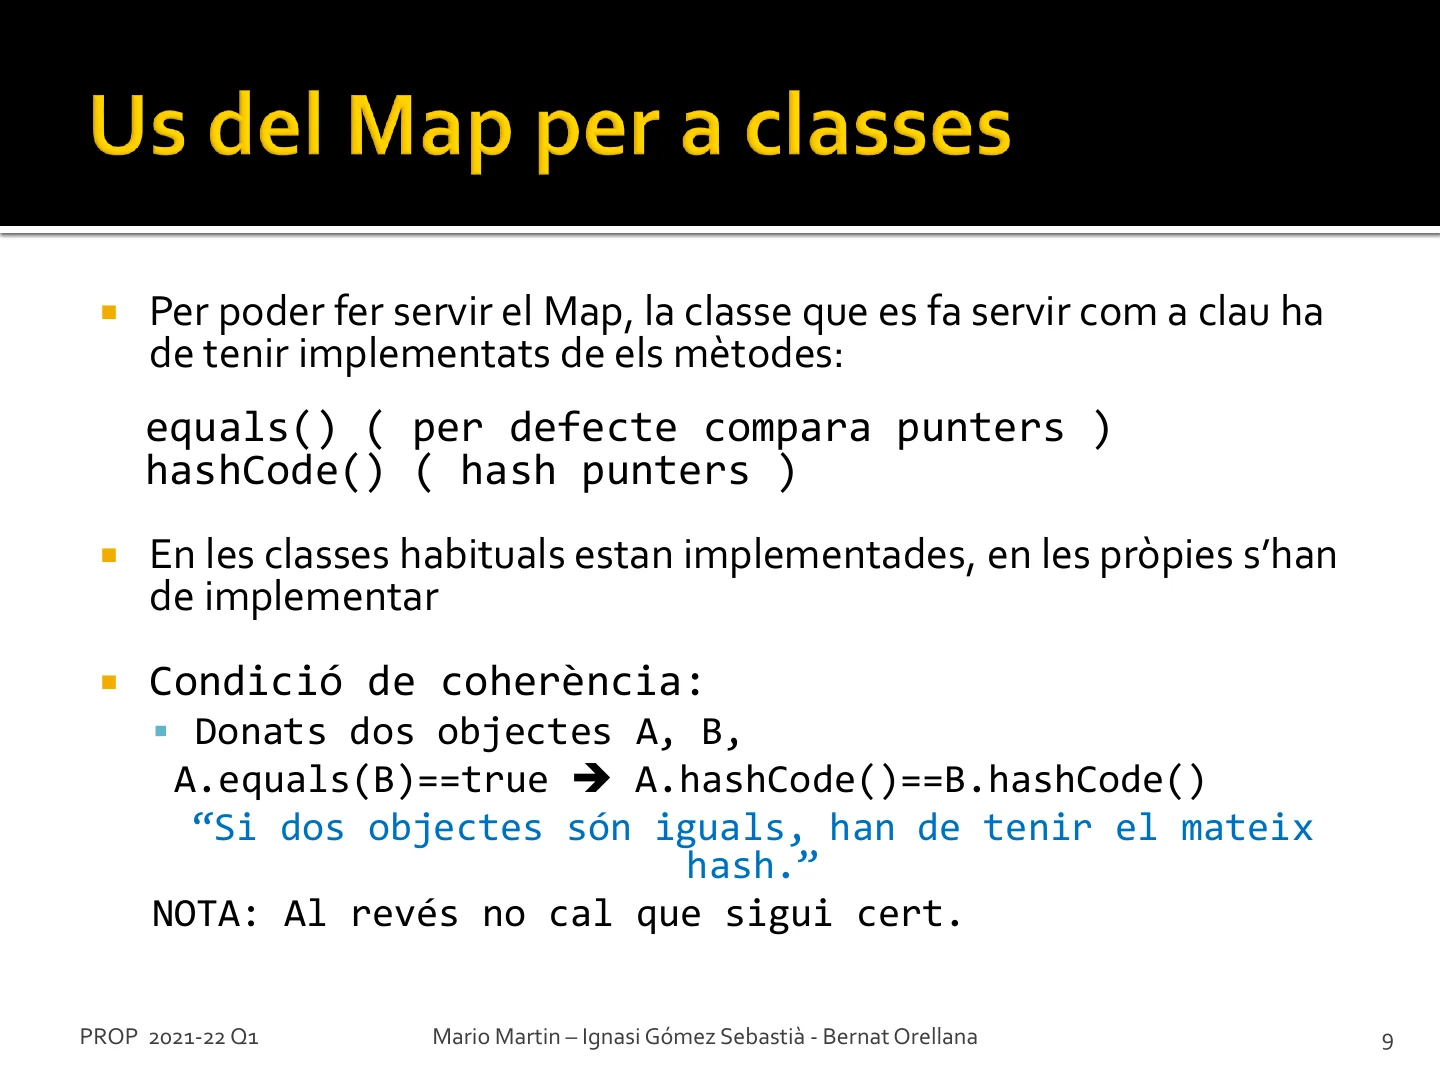 Us del Map per a classes
Per poder fer servir el Map, la classe que es fa servir com a clau ha
de tenir implementats de els mètodes:
equals() ( per defecte compara punters )
hashCode() ( hash punters )
En les classes habituals estan implementades, en les pròpies s’han
de implementar
Condició de coherència:
Donats dos objectes A, B,
A.equals(B)==true 🡺 A.hashCode()==B.hashCode()
“Si dos objectes són iguals, han de tenir el mateix
hash.”
NOTA: Al revés no cal que sigui cert.
PROP 2021-22 Q1
Mario Martin – Ignasi Gómez Sebastià - Bernat Orellana
9